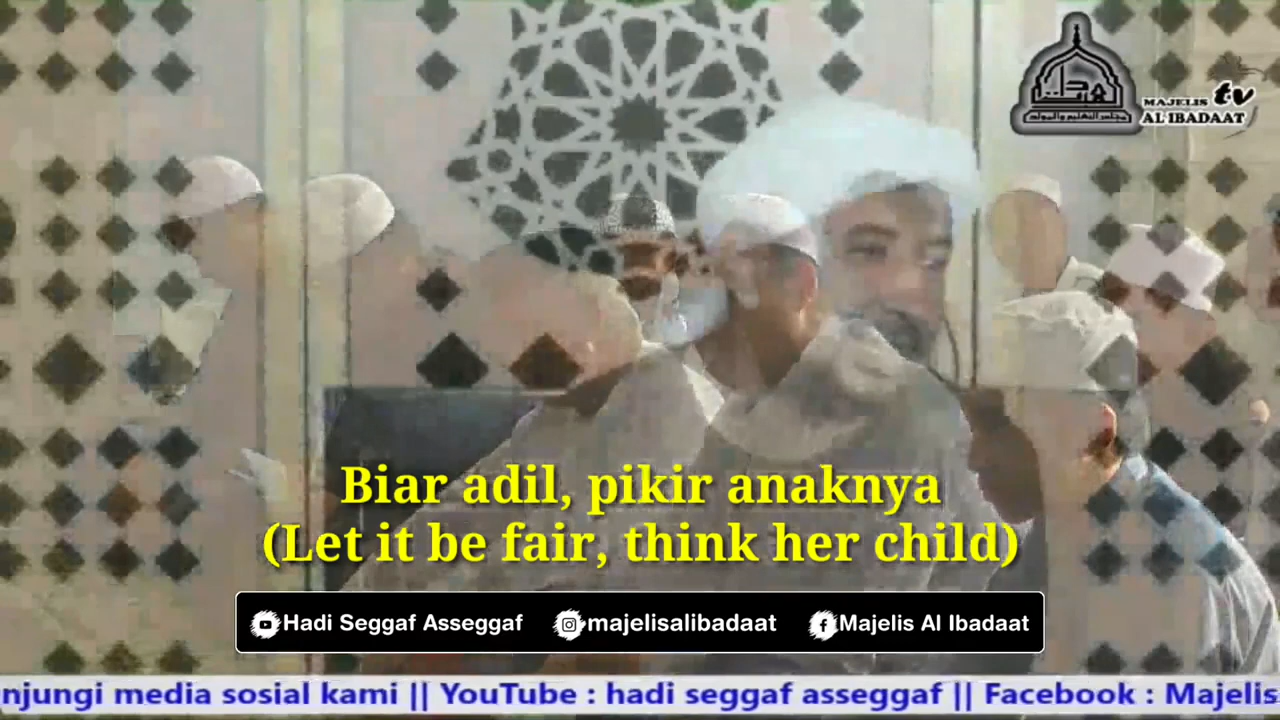 MAJELIS tv
AL IBADAAT
Biar adil, pikir anaknya
(Let it be fair, think her child)
Hadi Seggaf Asseggaf majelisalibadaat Majelis Al Ibadaat
njungi media sosial kami || YouTube : hadi seggaf asseggaf || Facebook : Majelis